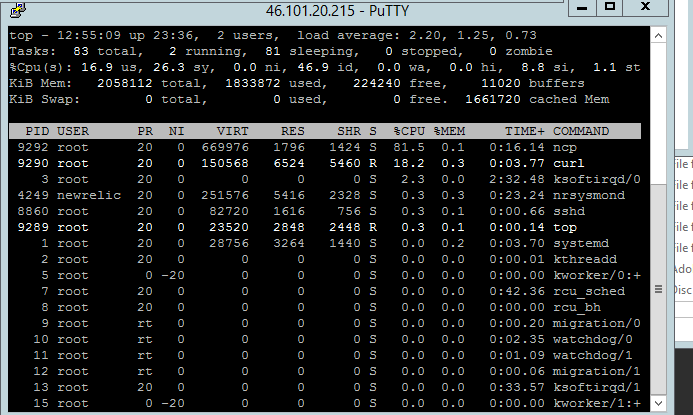 46.101.20.215 - PuTTY
top - 12:55:09 up 23:36,  2 users,  load average: 2.20, 1.25, 0.73
Tasks:  83 total,   2 running,  81 sleeping,   0 stopped,   0 zombie
%Cpu(s): 16.9 us, 26.3 sy,  0.0 ni, 46.9 id,  0.0 wa,  0.0 hi,  8.8 si,  1.1 st
KiB Mem:   2058112 total,  1833872 used,   224240 free,    11020 buffers
KiB Swap:        0 total,        0 used,        0 free.  1661720 cached Mem
PID USER      PR  NI    VIRT    RES    SHR S  %CPU %MEM     TIME+ COMMAND
9292 root      20   0  669976   1796   1424 S  81.5  0.1   0:16.14 ncp
9290 root      20   0  150568   6524   5460 R  18.2  0.3   0:03.77 curl
3 root      20   0       0      0      0 S   2.3  0.0   2:32.48 ksoftirqd/0
4249 newrelic  20   0  251576   5416   2328 S   0.3  0.3   0:23.24 nrsysmond
8860 root      20   0   82720   1616    756 S   0.3  0.1   0:00.66 sshd
9289 root      20   0   23520   2848   2448 R   0.3  0.1   0:00.14 top
1 root      20   0   28756   3264   1440 S   0.0  0.2   0:03.70 systemd
2 root      20   0       0      0      0 S   0.0  0.0   0:00.01 kthreadd
5 root       0 -20       0      0      0 S   0.0  0.0   0:00.00 kworker/0:+
7 root      20   0       0      0      0 S   0.0  0.0   0:42.36 rcu_sched
8 root      20   0       0      0      0 S   0.0  0.0   0:00.00 rcu_bh
9 root      rt   0       0      0      0 S   0.0  0.0   0:00.20 migration/0
10 root      rt   0       0      0      0 S   0.0  0.0   0:02.35 watchdog/0
11 root      rt   0       0      0      0 S   0.0  0.0   0:01.09 watchdog/1
12 root      rt   0       0      0      0 S   0.0  0.0   0:00.06 migration/1
13 root      20   0       0      0      0 S   0.0  0.0   0:33.57 ksoftirqd/1
15 root       0 -20       0      0      0 S   0.0  0.0   0:00.00 kworker/1:+
File f
File f
File f
File f
File f
Ado
Disc